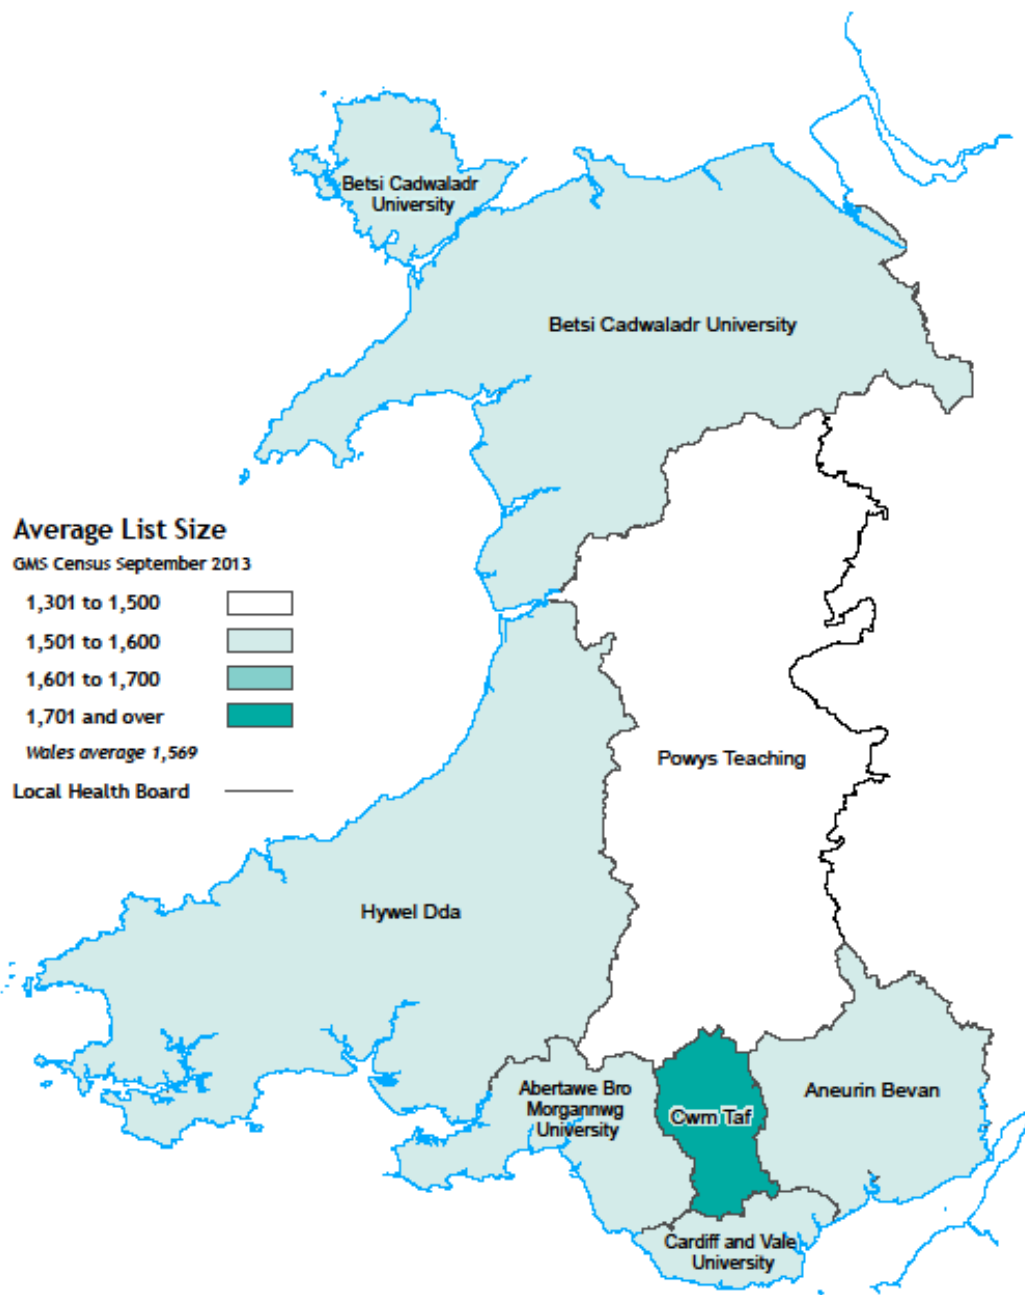 Betsi Cadwaladr
University
Betsi Cadwaladr University
Average List Size
GMS Census September 2013
1,301 to 1,500
1,501 to 1,600
1,601 to 1,700
1,701 and over
Wales average 1,569
Local Health Board
Powys Teaching
Hywel Dda
Abertawe Bro
Morgannwg
University
Cwm Taf
Aneurin Bevan
Cardiff and Vale
University